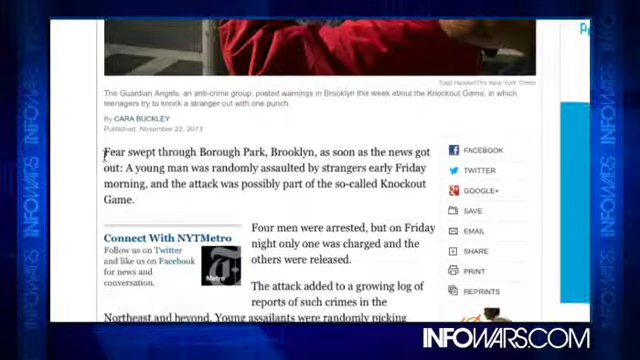 Todd Heisler/The New York Times
The Guardian Angels, an anti-crime group, posted warnings in Brooklyn this week about the Knockout Game, in which
teenagers try to knock a stranger out with one punch.
By CARA BUCKLEY
Published: November 22, 2013
Fear swept through Borough Park, Brooklyn, as soon as the news got
out: A young man was randomly assaulted by strangers early Friday
morning, and the attack was possibly part of the so-called Knockout
Game.
Connect With NYTMetro
Follow us on Twitter
and like us on Facebook
for news and
conversation.
Metro
Four men were arrested, but on Friday
night only one was charged and the
others were released.
The attack added to a growing log of
reports of such crimes in the
Northeast and beyond. Young assailants were randomly picking
FACEBOOK
TWITTER
GOOGLE+
SAVE
EMAIL
SHARE
PRINT
REPRINTS
INFOWARS
INFOWARS
INFOWARS
INFOWARS
INFOWARS.COM